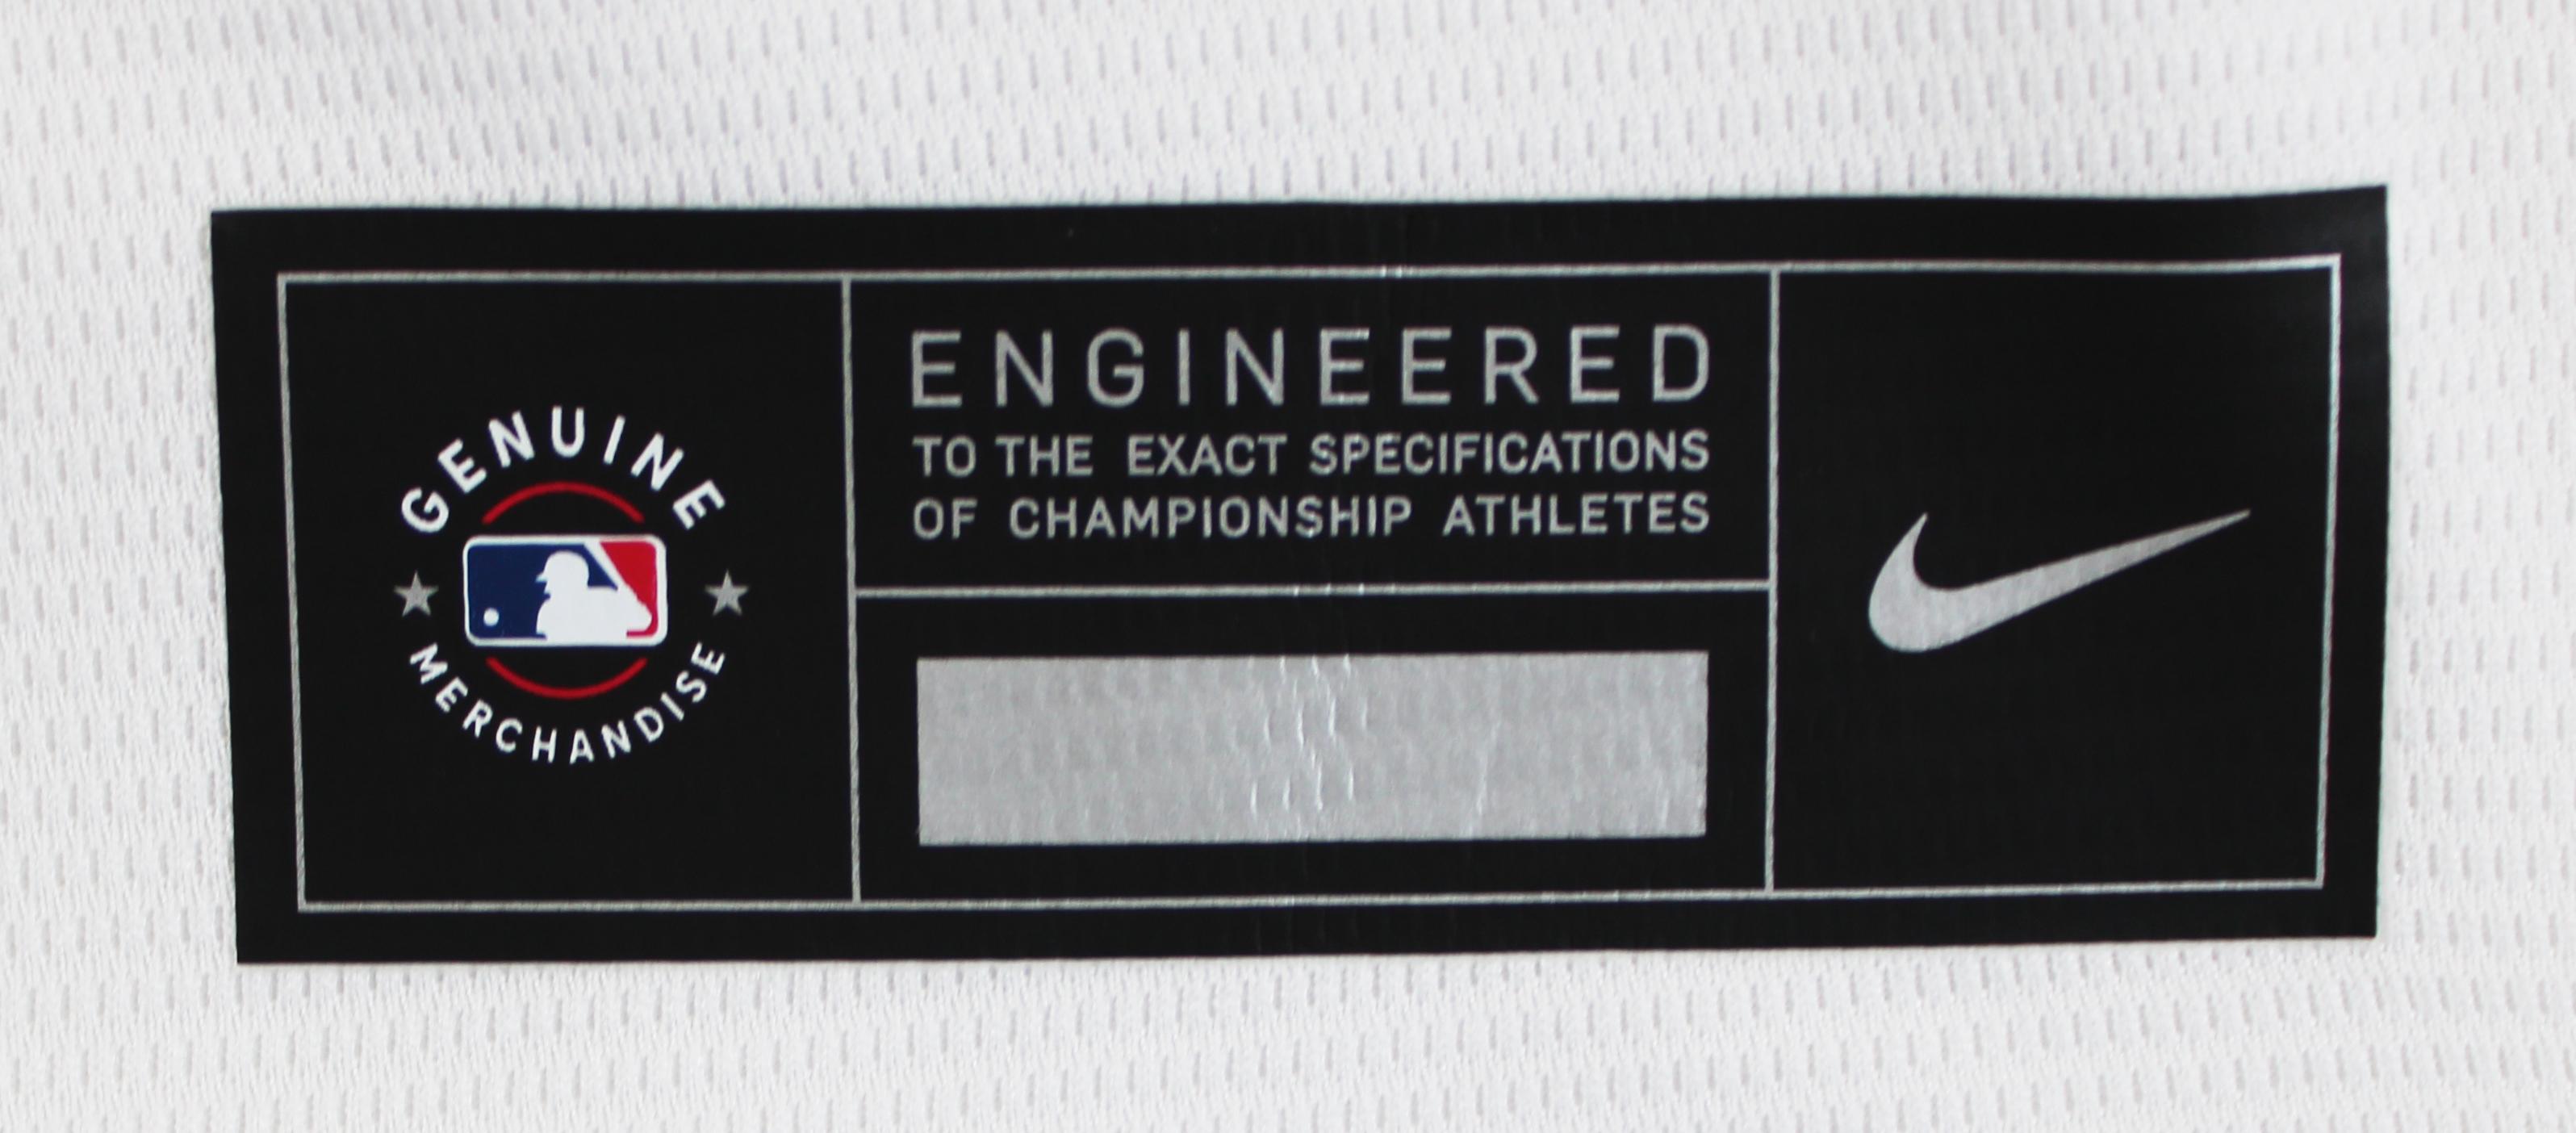 GENUINE
MERCHANDISE
ENGINEERED
TO THE EXACT SPECIFICATIONS
OF CHAMPIONSHIP ATHLETES